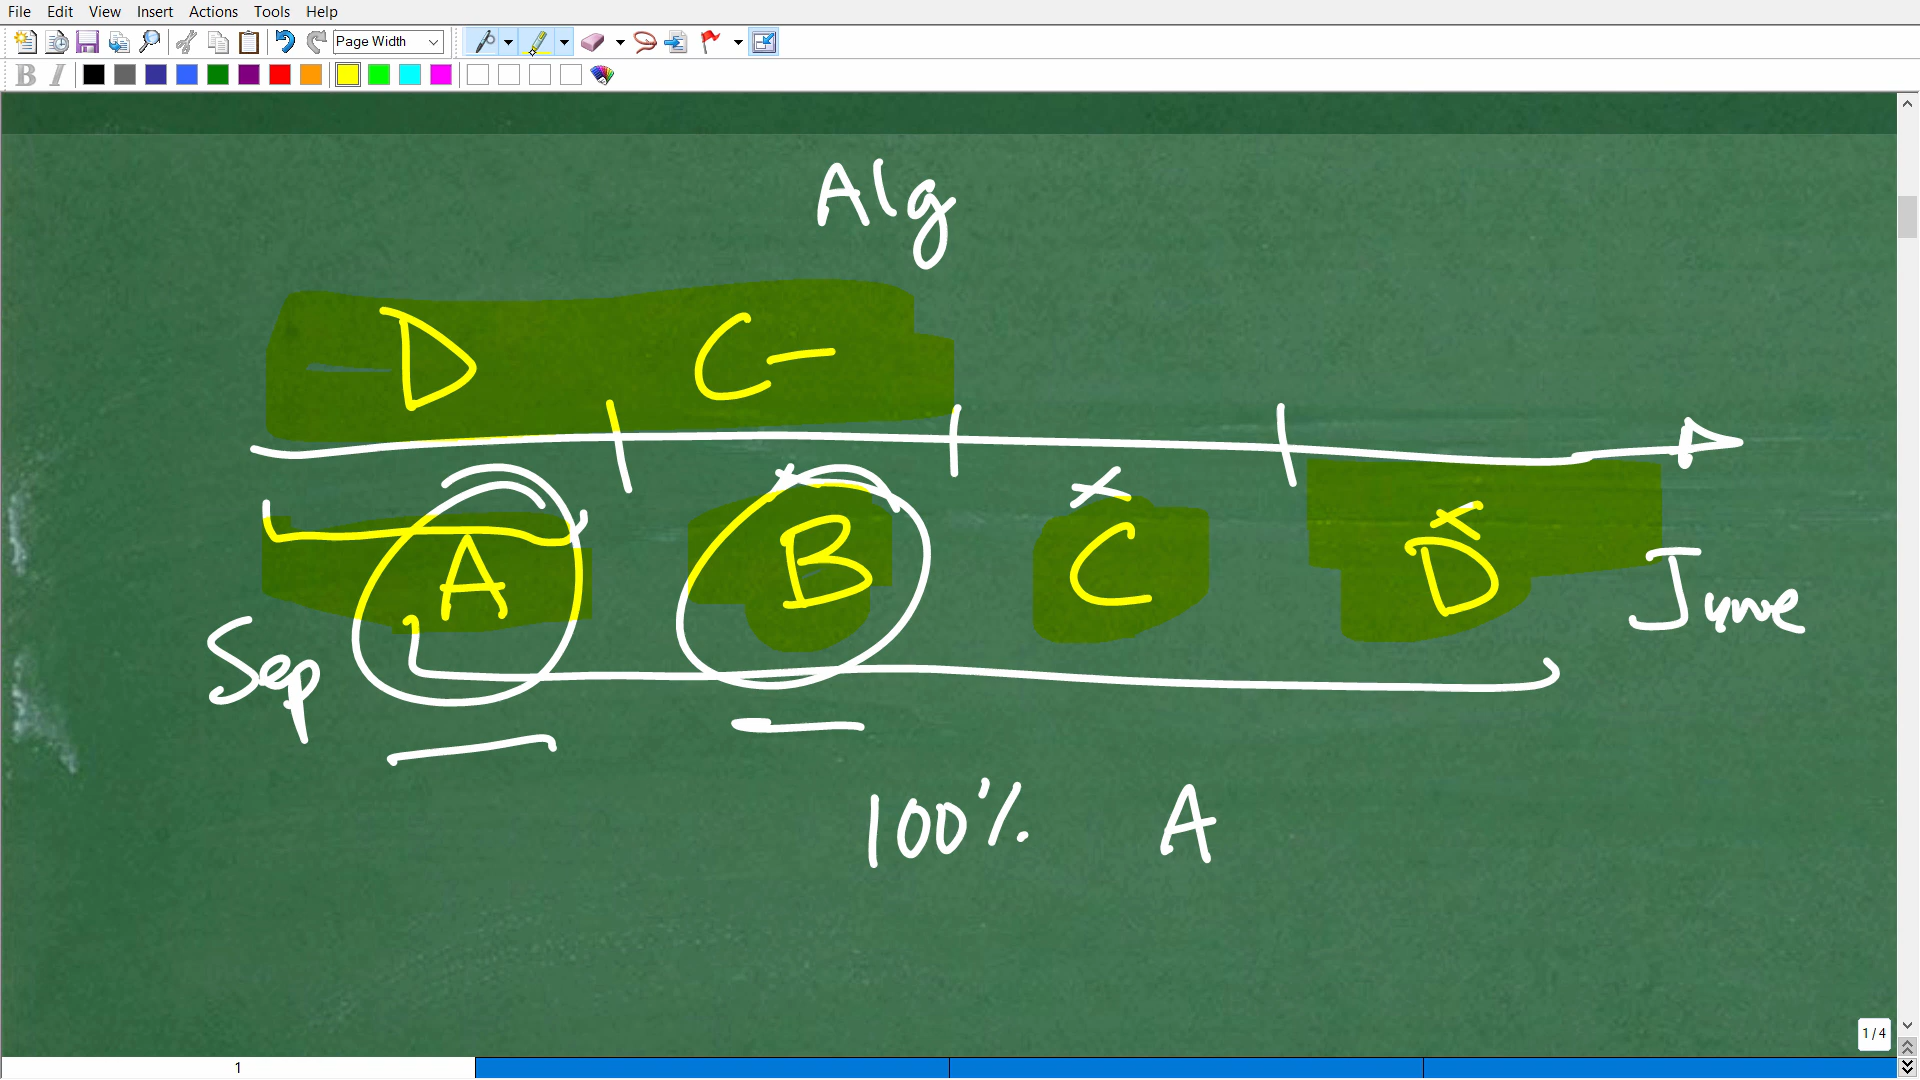 File Edit View Insert Actions Tools Help
Page Width
B I
Alg
D C-
A B C D
Sep June
100% A
1 / 4
1